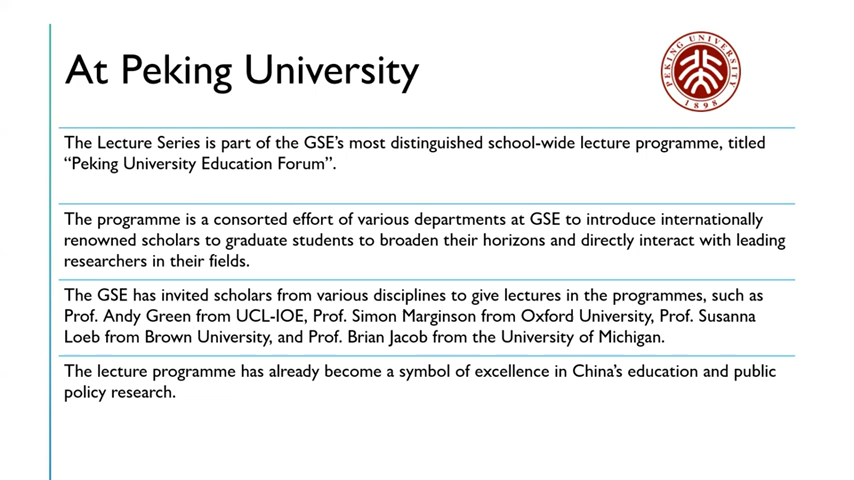 At Peking University
PEKING UNIVERSITY
1898
The Lecture Series is part of the GSE's most distinguished school-wide lecture programme, titled
“Peking University Education Forum”.
The programme is a consorted effort of various departments at GSE to introduce internationally
renowned scholars to graduate students to broaden their horizons and directly interact with leading
researchers in their fields.
The GSE has invited scholars from various disciplines to give lectures in the programmes, such as
Prof. Andy Green from UCL-IOE, Prof. Simon Marginson from Oxford University, Prof. Susanna
Loeb from Brown University, and Prof. Brian Jacob from the University of Michigan.
The lecture programme has already become a symbol of excellence in China's education and public
policy research.